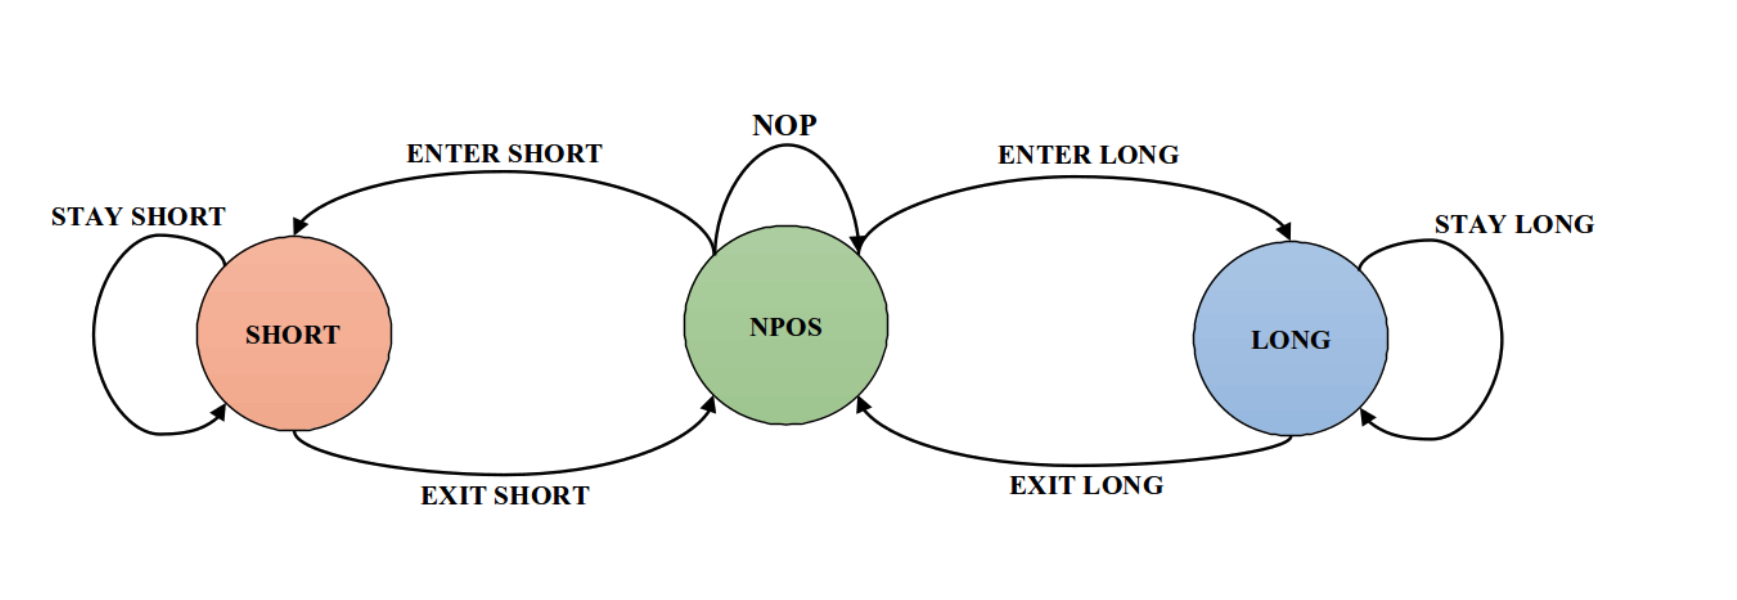 NOP
ENTER SHORT
ENTER LONG
STAY SHORT
STAY LONG
SHORT
NPOS
LONG
EXIT SHORT
EXIT LONG